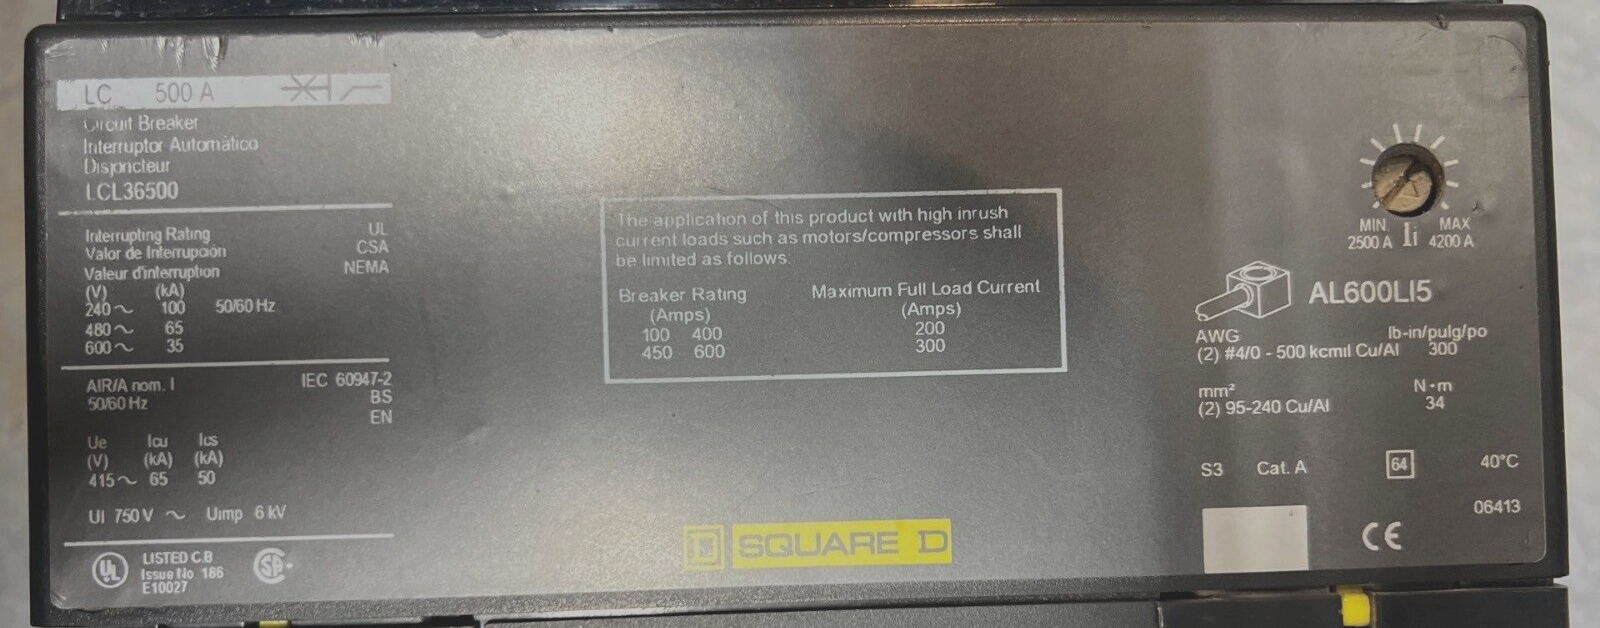 LC 500 A
Circuit Breaker
Interruptor Automático
Disjoncteur
LCL36500
Interrupting Rating UL
Valor de Interrupción CSA
Valeur d'interruption NEMA
(V) (kA)
240~ 100 50/60 Hz
480~ 65
600~ 35
AIR/A nom. I IEC 60947-2
50/60 Hz BS
EN
Ue Icu Ics
(V) (kA) (kA)
415~ 65 50
Ui 750 V ~ Uimp 6 kV
UL LISTED C.B
Issue No 186
E10027
SA
The application of this product with high inrush
current loads such as motors/compressors shall
be limited as follows:
Breaker Rating Maximum Full Load Current
(Amps) (Amps)
100 400 200
450 600 300
D SQUARE D
MIN. Ii MAX
2500 A 4200 A
AL600LI5
AWG lb-in/pulg/po
(2) #4/0 - 500 kcmil Cu/Al 300
mm² N·m
(2) 95-240 Cu/Al 34
S3 Cat. A 64 40°C
06413
CE